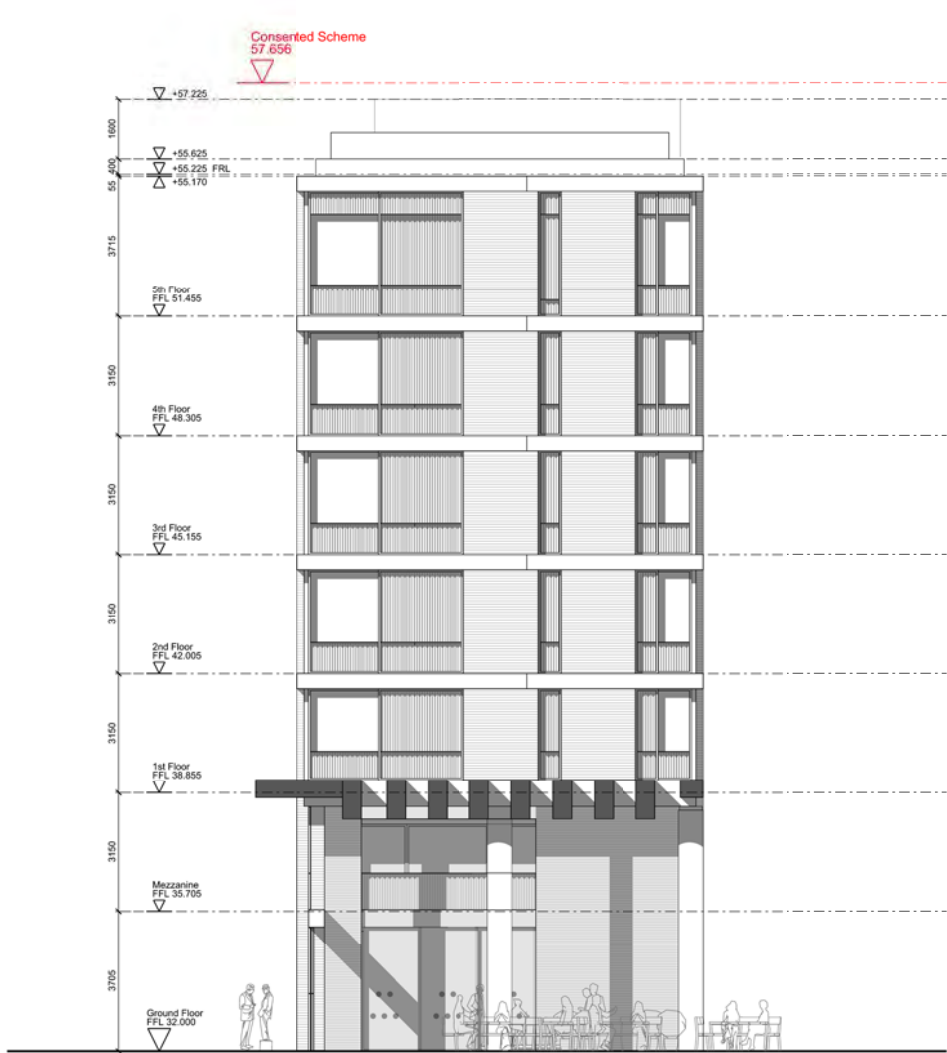 Consented Scheme
57.656
+57.225
1600
+55.625
400
+55.225 FRL
55
+55.170
3715
5th Floor
FFL 51.455
3150
4th Floor
FFL 48.305
3150
3rd Floor
FFL 45.155
3150
2nd Floor
FFL 42.005
3150
1st Floor
FFL 38.855
3150
Mezzanine
FFL 35.705
3705
Ground Floor
FFL 32.000